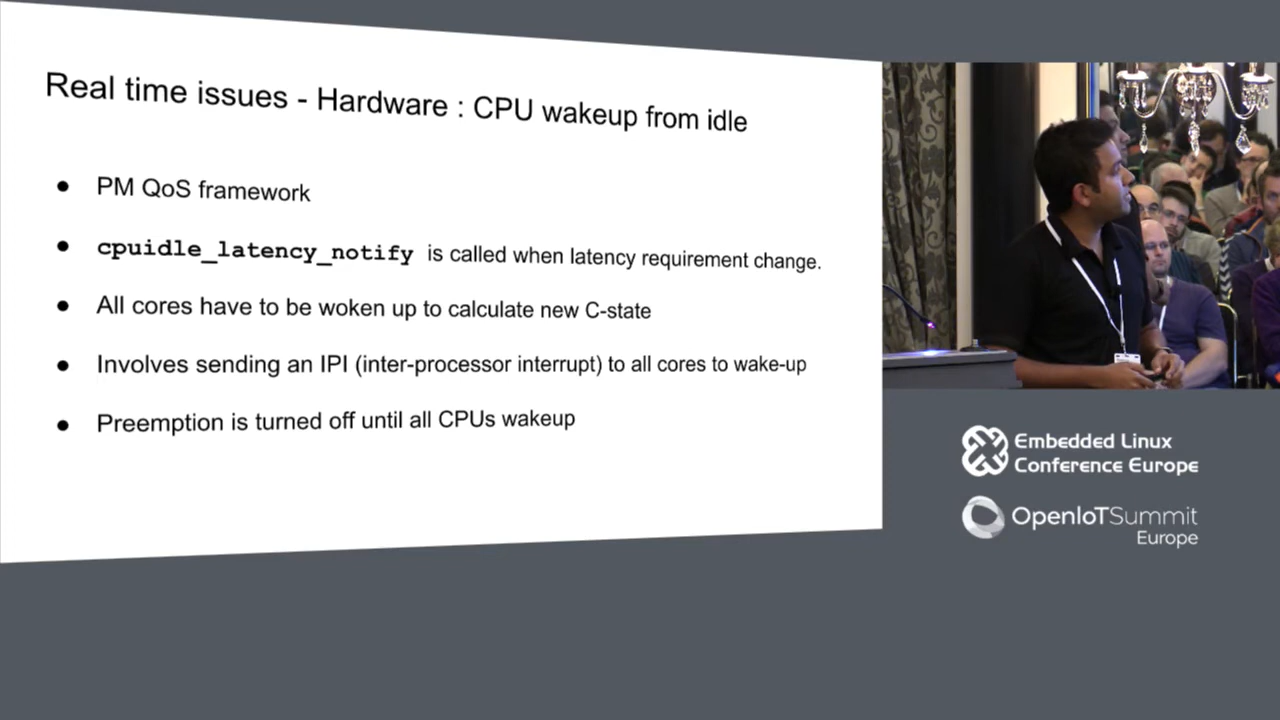 Real time issues - Hardware : CPU wakeup from idle
● PM QoS framework
● cpuidle_latency_notify is called when latency requirement change.
● All cores have to be woken up to calculate new C-state
● Involves sending an IPI (inter-processor interrupt) to all cores to wake-up
● Preemption is turned off until all CPUs wakeup
Embedded Linux
Conference Europe
OpenIoTSummit
Europe